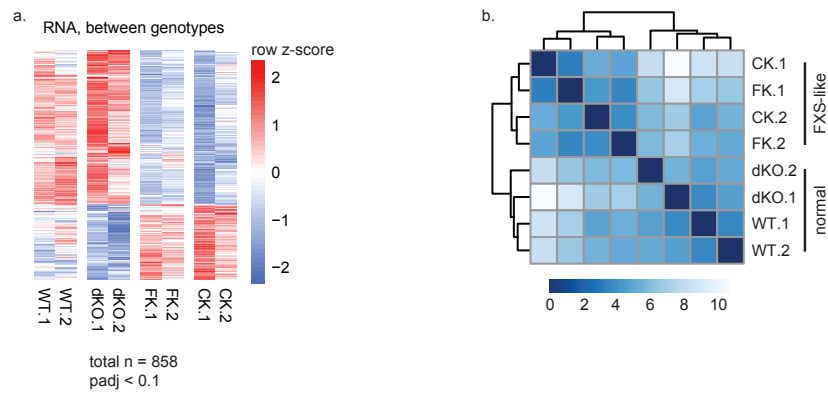 a.
RNA, between genotypes
row z-score
2
1
0
−1
−2
WT.1
WT.2
dKO.1
dKO.2
FK.1
FK.2
CK.1
CK.2
total n = 858
padj < 0.1
b.
CK.1
FK.1
CK.2
FK.2
dKO.2
dKO.1
WT.1
WT.2
FXS-like
normal
0 2 4 6 8 10